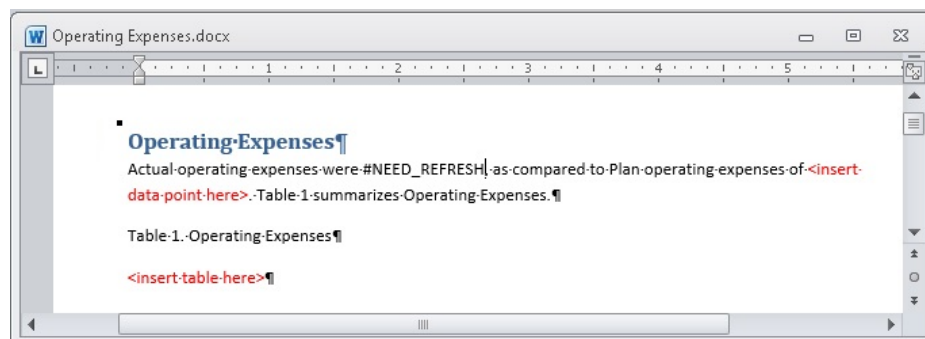 Operating Expenses.docx
1 2 3 4 5
Operating·Expenses¶
Actual·operating·expenses·were·#NEED_REFRESH,·as·compared·to·Plan·operating·expenses·of·<insert·
data·point·here>.·Table·1·summarizes·Operating·Expenses.¶
Table·1.·Operating·Expenses¶
<insert·table·here>¶